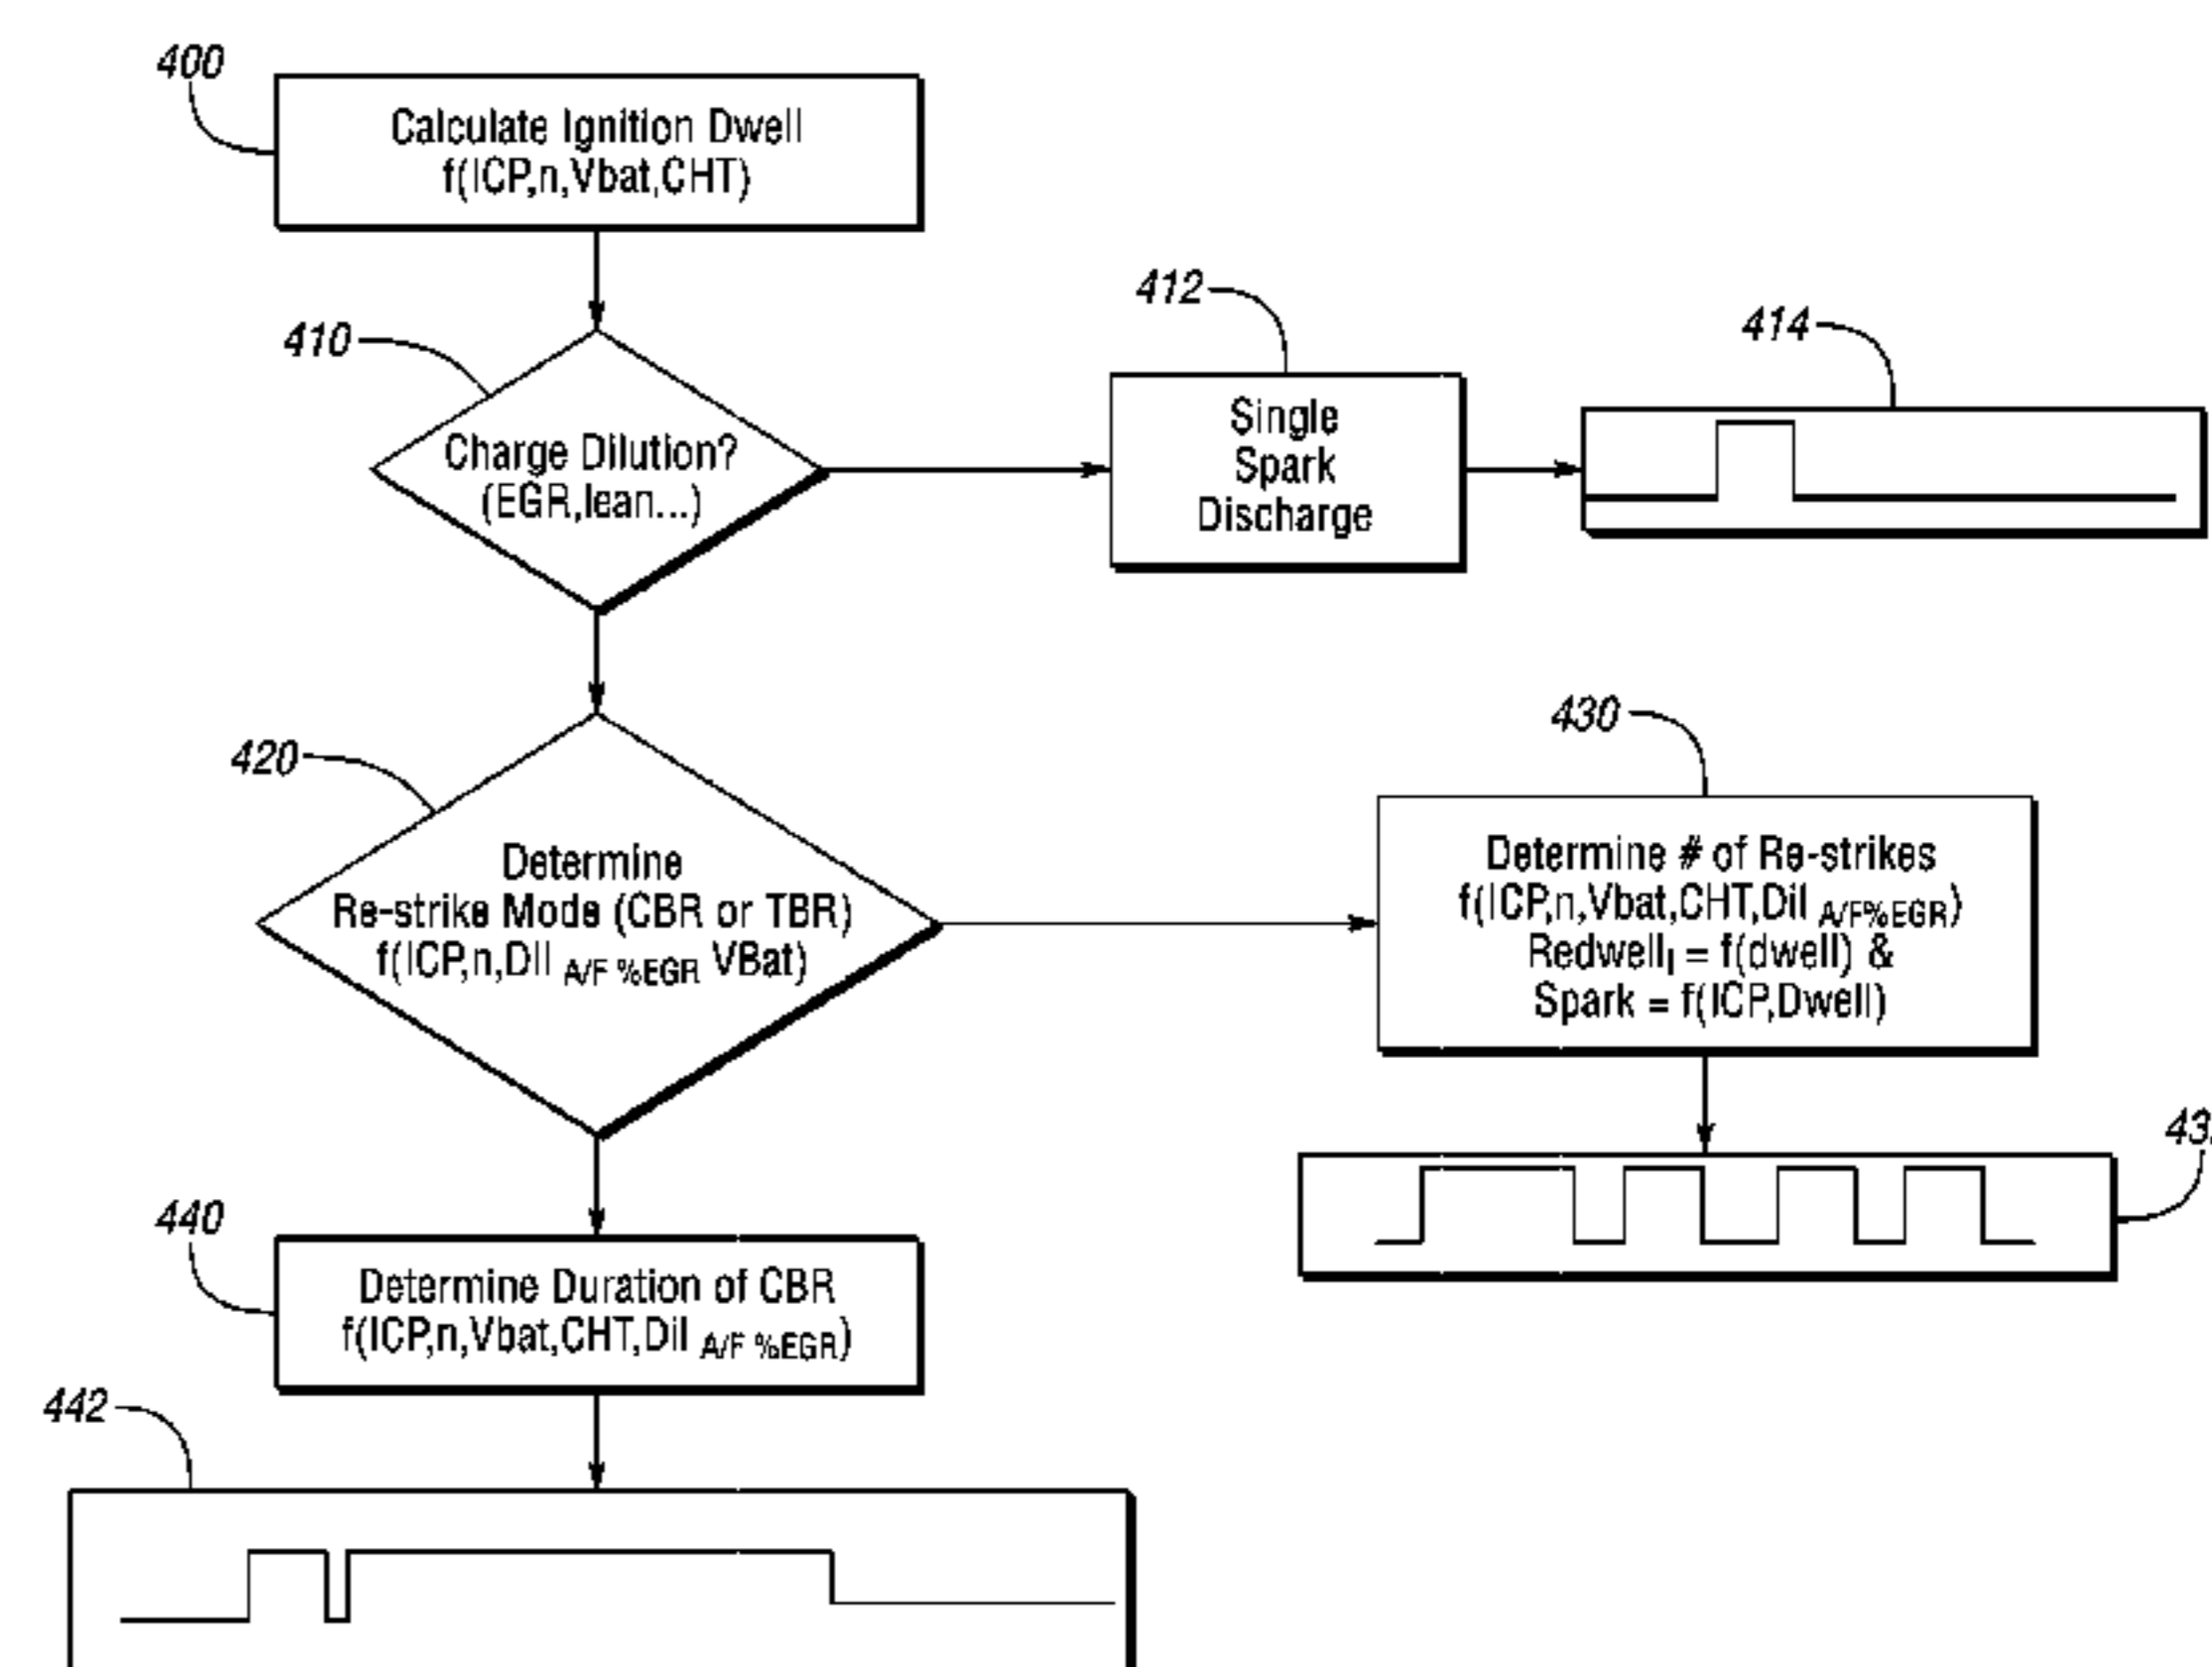 400
Calculate Ignition Dwell
f(ICP,n,Vbat,CHT)
410
Charge Dilution?
(EGR,lean...)
412
Single
Spark
Discharge
414
420
Determine
Re-strike Mode (CBR or TBR)
f(ICP,n,Dil A/F %EGR VBat)
430
Determine # of Re-strikes
f(ICP,n,Vbat,CHT,Dil A/F%EGR)
Redwell_I = f(dwell) &
Spark = f(ICP,Dwell)
440
Determine Duration of CBR
f(ICP,n,Vbat,CHT,Dil A/F %EGR)
442